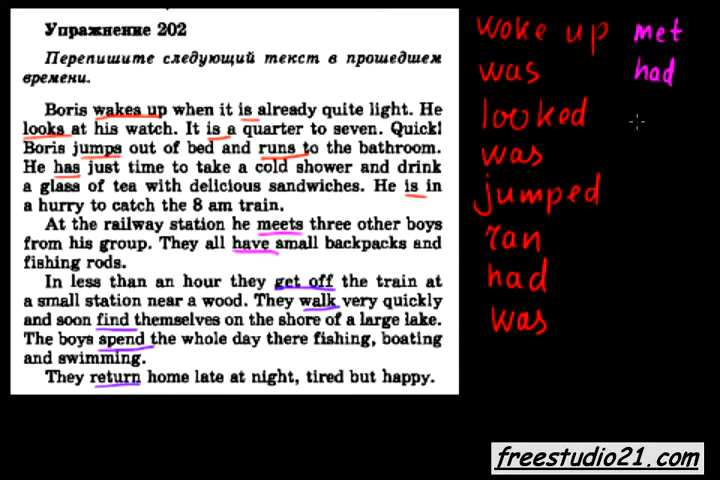 Упражнение 202
Перепишите следующий текст в прошедшем
времени.
Boris wakes up when it is already quite light. He
looks at his watch. It is a quarter to seven. Quick!
Boris jumps out of bed and runs to the bathroom.
He has just time to take a cold shower and drink
a glass of tea with delicious sandwiches. He is in
a hurry to catch the 8 am train.
At the railway station he meets three other boys
from his group. They all have small backpacks and
fishing rods.
In less than an hour they get off the train at
a small station near a wood. They walk very quickly
and soon find themselves on the shore of a large lake.
The boys spend the whole day there fishing, boating
and swimming.
They return home late at night, tired but happy.
woke up
was
looked
was
jumped
ran
had
was
met
had
freestudio21.com